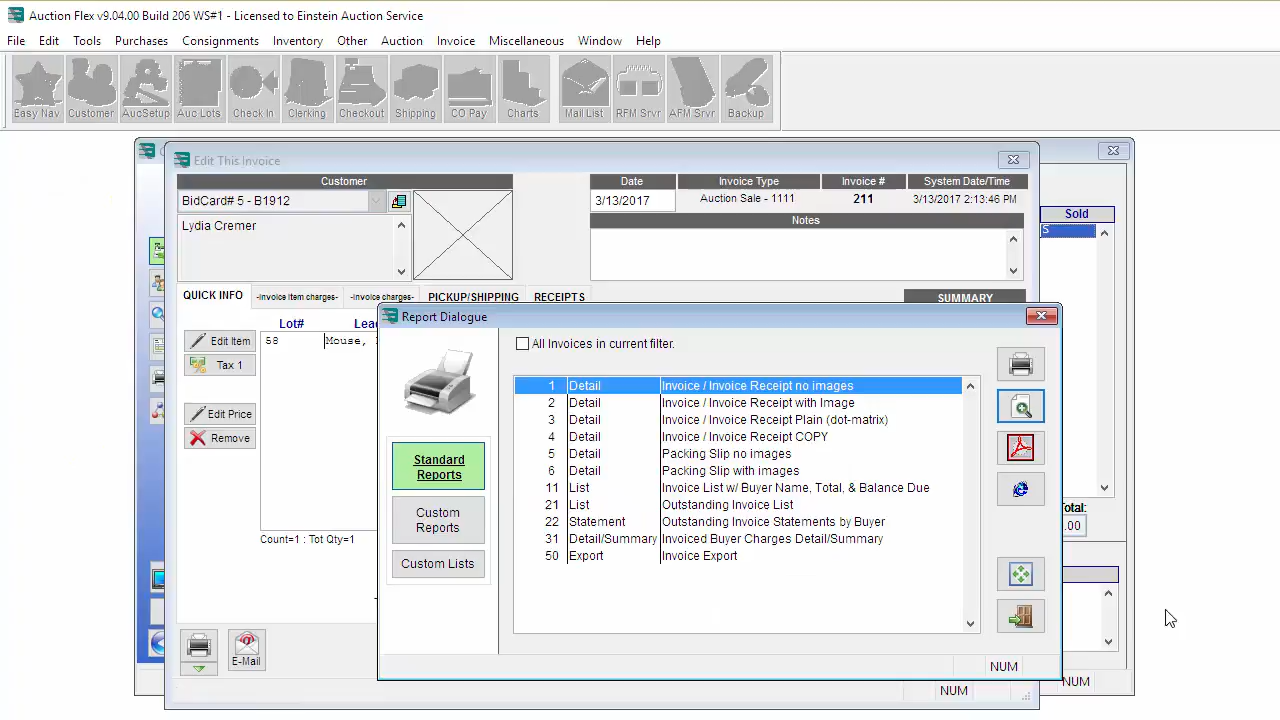 Auction Flex v9.04.00 Build 206 WS#1 - Licensed to Einstein Auction Service
File Edit Tools Purchases Consignments Inventory Other Auction Invoice Miscellaneous Window Help
Easy Nav Customer AucSetup Auc Lots Check In Clerking Checkout Shipping CO Pay Charts Mail List RFM Srvr AFM Srvr Backup
Edit This Invoice
Customer Date Invoice Type Invoice # System Date/Time
BidCard# 5 - B1912 3/13/2017 Auction Sale - 1111 211 3/13/2017 2:13:46 PM
Notes
Sold
S
Lydia Cremer
QUICK INFO -Invoice item charges- -Invoice charges- PICKUP/SHIPPING RECEIPTS SUMMARY
Lot# Lead
Edit Item 58 Mouse,
Tax 1
Edit Price
Remove
Count=1 : Tot Qty=1
E-Mail
NUM
Report Dialogue
All Invoices in current filter.
1 Detail Invoice / Invoice Receipt no images
2 Detail Invoice / Invoice Receipt with Image
3 Detail Invoice / Invoice Receipt Plain (dot-matrix)
4 Detail Invoice / Invoice Receipt COPY
5 Detail Packing Slip no images
6 Detail Packing Slip with images
11 List Invoice List w/ Buyer Name, Total, & Balance Due
21 List Outstanding Invoice List
22 Statement Outstanding Invoice Statements by Buyer
31 Detail/Summary Invoiced Buyer Charges Detail/Summary
50 Export Invoice Export
Standard
Reports
Custom
Reports
Custom Lists
NUM
Total:
.00
NUM